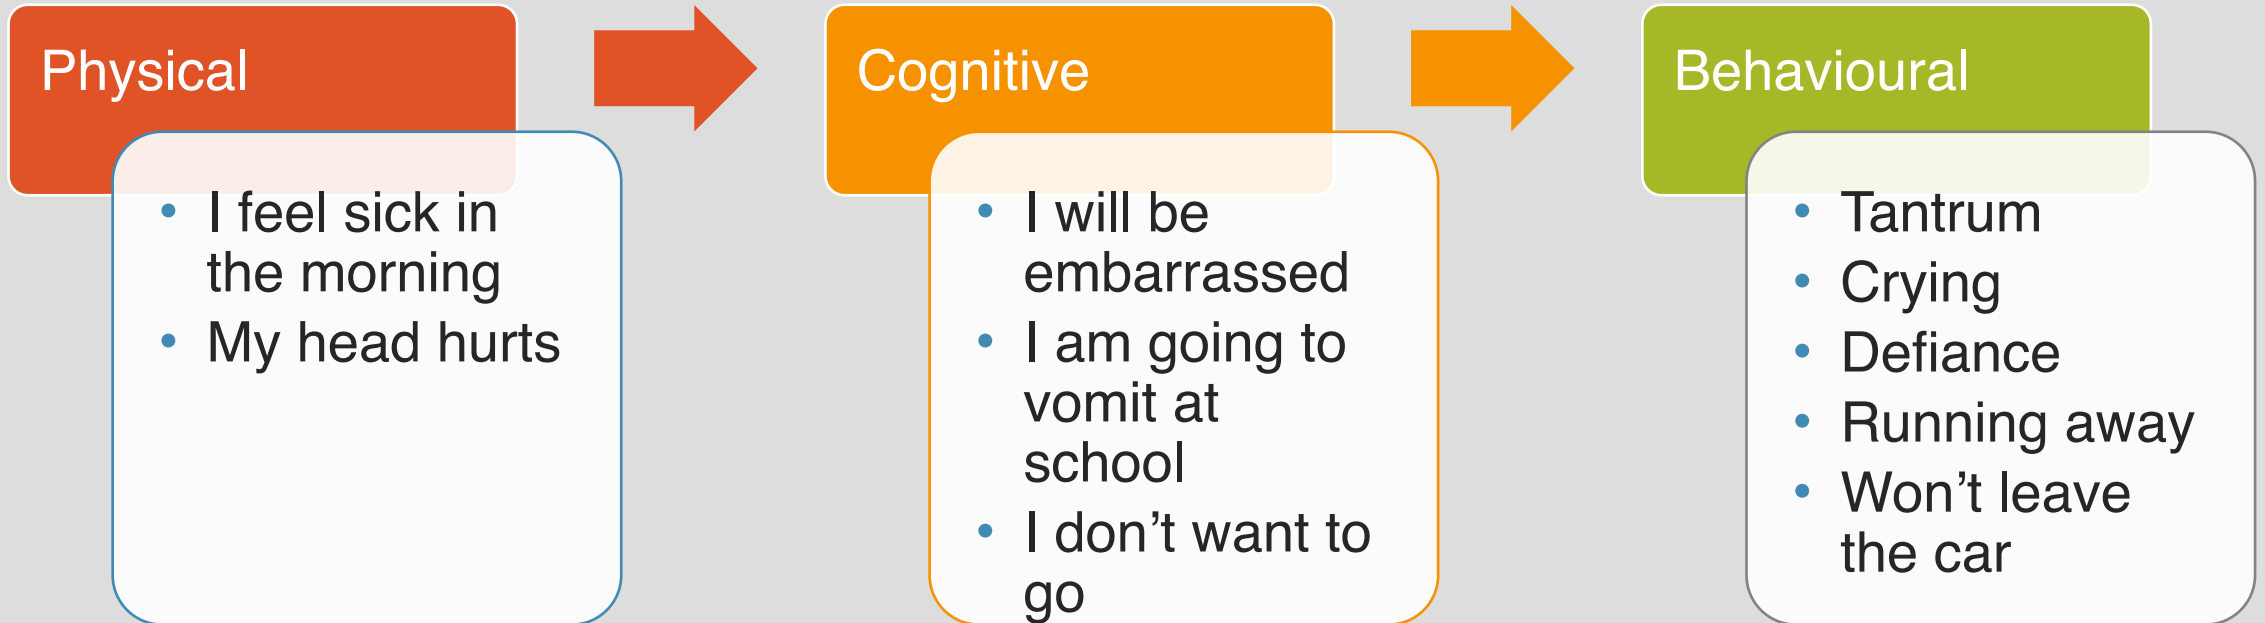 Physical
• I feel sick in
the morning
• My head hurts
Cognitive
• I will be
embarrassed
• I am going to
vomit at
school
• I don’t want to
go
Behavioural
• Tantrum
• Crying
• Defiance
• Running away
• Won’t leave
the car